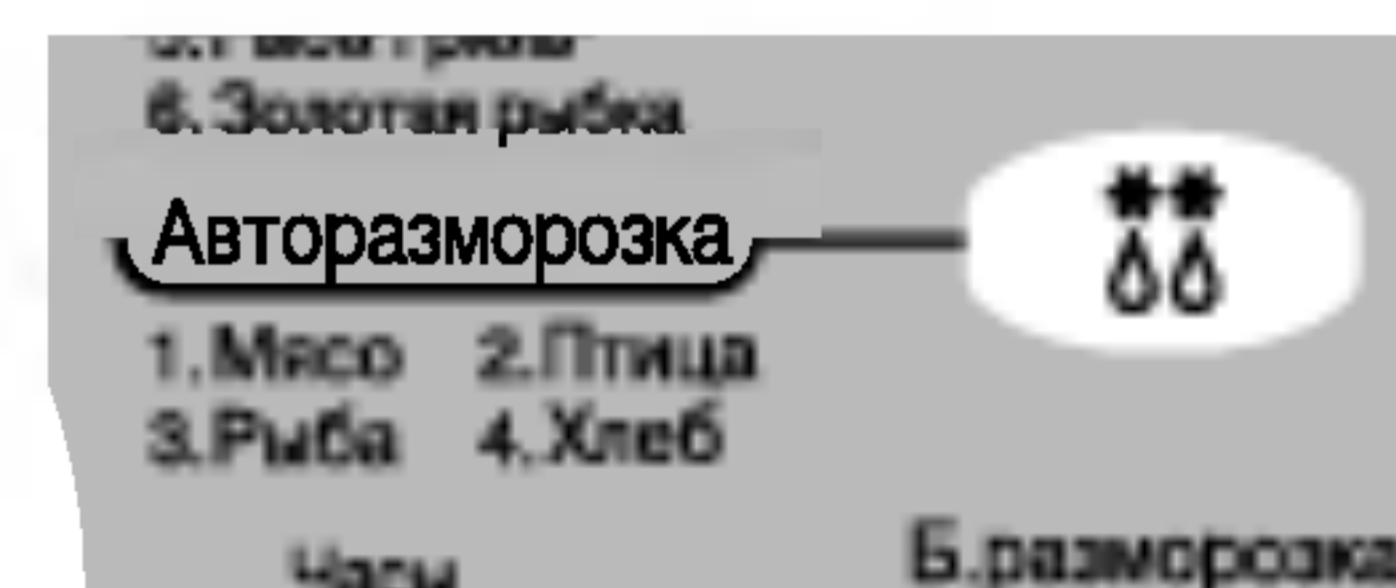 6.Золотая рыбка
Авторазморозка
1.Мясо 2.Птица
3.Рыба 4.Хлеб
Часы Б.разморозка